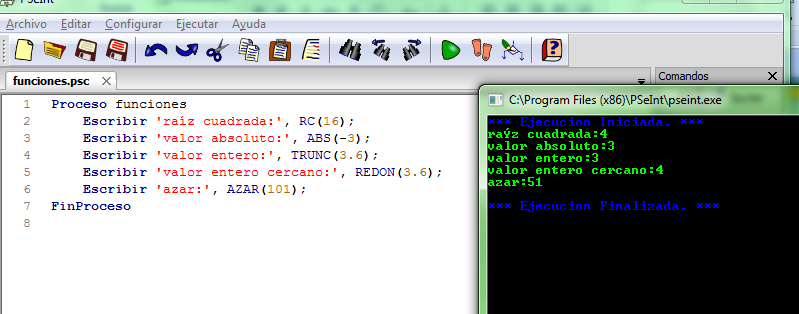 PSeInt
Archivo Editar Configurar Ejecutar Ayuda
funciones.psc
Comandos
1 Proceso funciones
2 Escribir 'raíz cuadrada:', RC(16);
3 Escribir 'valor absoluto:', ABS(-3);
4 Escribir 'valor entero:', TRUNC(3.6);
5 Escribir 'valor entero cercano:', REDON(3.6);
6 Escribir 'azar:', AZAR(101);
7 FinProceso
8
C:\Program Files (x86)\PSeInt\pseint.exe
*** Ejecucion Iniciada. ***
raÝz cuadrada:4
valor absoluto:3
valor entero:3
valor entero cercano:4
azar:51
*** Ejecucion Finalizada. ***